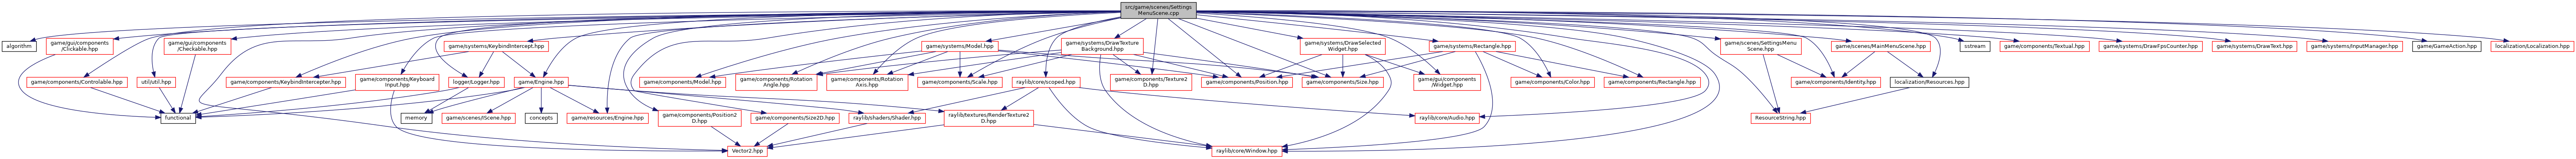 src/game/scenes/Settings
MenuScene.cpp
algorithm
game/gui/components
/Clickable.hpp
game/gui/components
/Checkable.hpp
game/systems/KeybindIntercept.hpp
game/systems/Model.hpp
game/systems/DrawTexture
Background.hpp
game/systems/DrawSelected
Widget.hpp
game/systems/Rectangle.hpp
game/scenes/SettingsMenu
Scene.hpp
game/scenes/MainMenuScene.hpp
sstream
game/components/Textual.hpp
game/systems/DrawFpsCounter.hpp
game/systems/DrawText.hpp
game/systems/InputManager.hpp
game/GameAction.hpp
localization/Localization.hpp
game/components/Controlable.hpp
util/util.hpp
game/components/KeybindIntercepter.hpp
game/components/Keyboard
Input.hpp
logger/Logger.hpp
game/Engine.hpp
game/components/Model.hpp
game/components/Rotation
Angle.hpp
game/components/Rotation
Axis.hpp
game/components/Scale.hpp
raylib/core/scoped.hpp
game/components/Texture2
D.hpp
game/components/Position.hpp
game/components/Size.hpp
game/gui/components
/Widget.hpp
game/components/Color.hpp
game/components/Rectangle.hpp
game/components/Identity.hpp
localization/Resources.hpp
functional
memory
game/scenes/IScene.hpp
concepts
game/resources/Engine.hpp
game/components/Position2
D.hpp
game/components/Size2D.hpp
raylib/shaders/Shader.hpp
raylib/textures/RenderTexture2
D.hpp
raylib/core/Audio.hpp
ResourceString.hpp
Vector2.hpp
raylib/core/Window.hpp